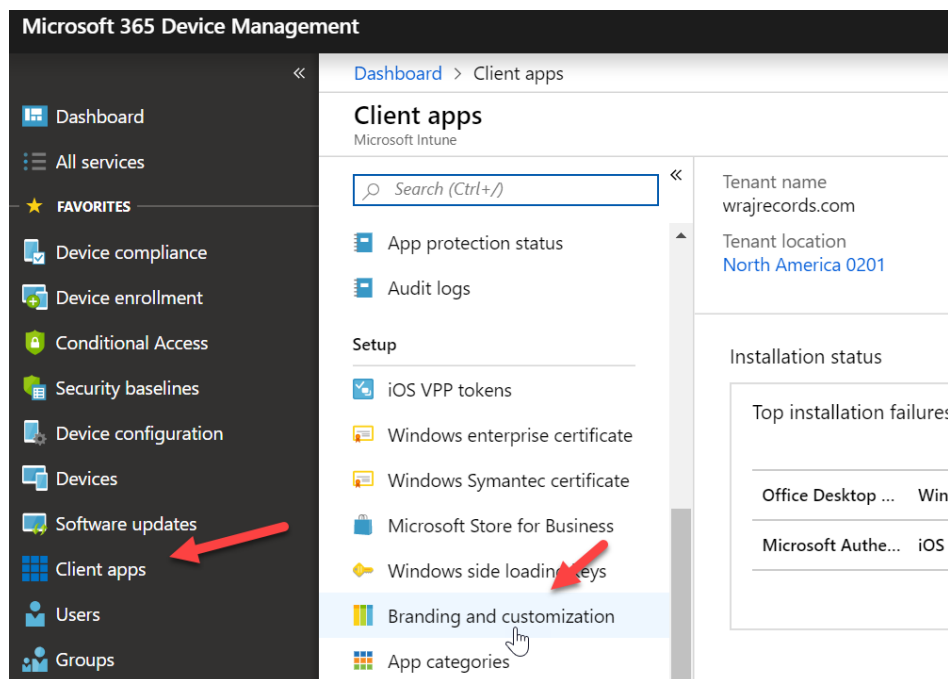 Microsoft 365 Device Management
Dashboard
All services
FAVORITES
Device compliance
Device enrollment
Conditional Access
Security baselines
Device configuration
Devices
Software updates
Client apps
Users
Groups
Dashboard > Client apps
Client apps
Microsoft Intune
Search (Ctrl+/)
App protection status
Audit logs
Setup
iOS VPP tokens
Windows enterprise certificate
Windows Symantec certificate
Microsoft Store for Business
Windows side loading keys
Branding and customization
App categories
Tenant name
wrajrecords.com
Tenant location
North America 0201
Installation status
Top installation failures
Office Desktop ... Win
Microsoft Authe... iOS